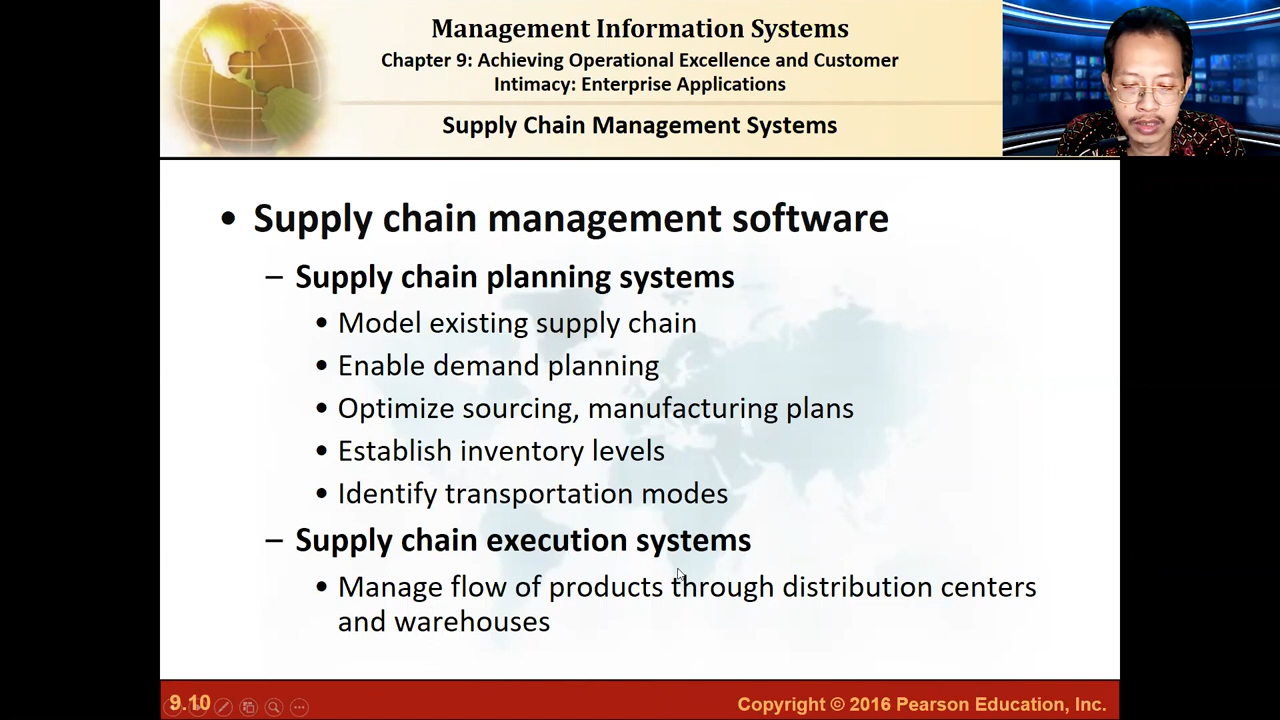 Management Information Systems
Chapter 9: Achieving Operational Excellence and Customer
Intimacy: Enterprise Applications
Supply Chain Management Systems
• Supply chain management software
– Supply chain planning systems
• Model existing supply chain
• Enable demand planning
• Optimize sourcing, manufacturing plans
• Establish inventory levels
• Identify transportation modes
– Supply chain execution systems
• Manage flow of products through distribution centers
and warehouses
9.10
Copyright © 2016 Pearson Education, Inc.